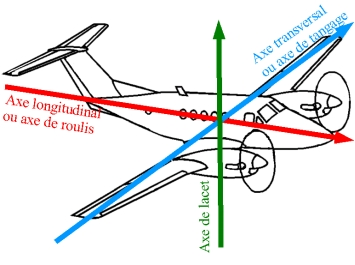 Axe transversal
ou axe de tangage
Axe longitudinal
ou axe de roulis
Axe de lacet